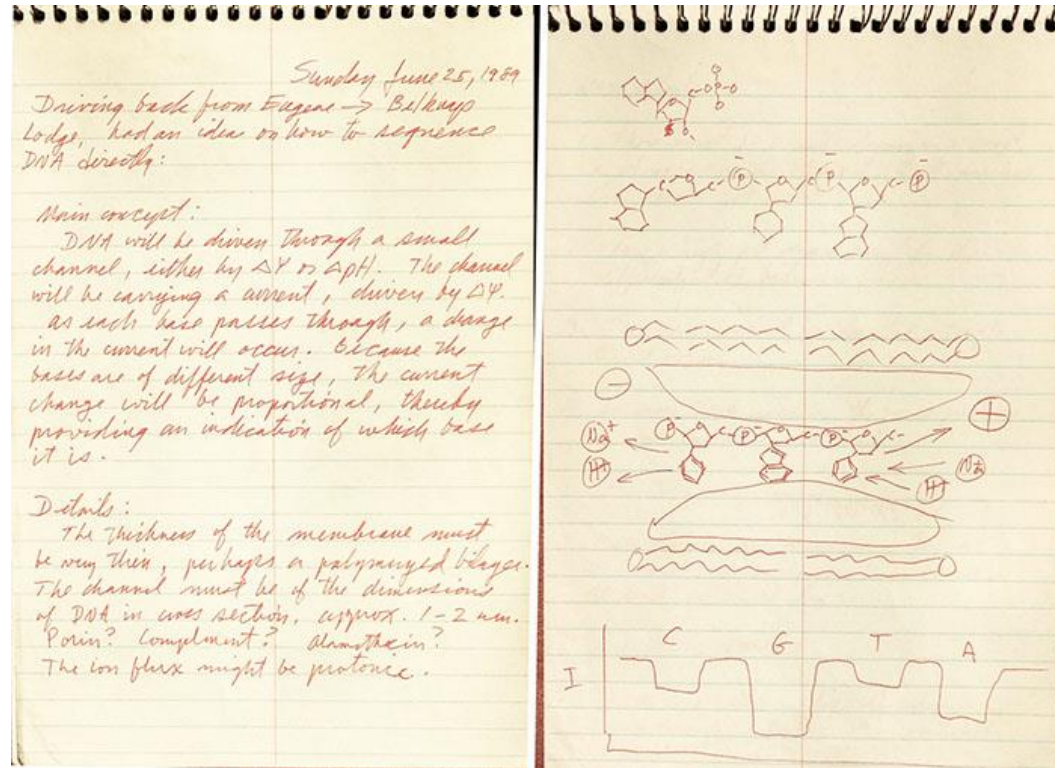 Sunday June 25, 1989
Driving back from Eugene → Belknap
Lodge, had an idea on how to sequence
DNA directly:
Main concept:
DNA will be driven through a small
channel, either by ΔΨ or ΔpH. The channel
will be carrying a current, driven by ΔΨ.
As each base passes through, a change
in the current will occur. Because the
bases are of different size, the current
change will be proportional, thereby
providing an indication of which base
it is.
Details:
The thickness of the membrane must
be very thin, perhaps a polymerized bilayer.
The channel must be of the dimensions
of DNA in cross section, approx. 1-2 nm.
Porin? Compliment? Alamethicin?
The ion flux might be protonic.
O
O-P-O
O
O
O
O P O P O P
- + 
Na+ P O P O P O
H+ Na+
H+
C G T A
I